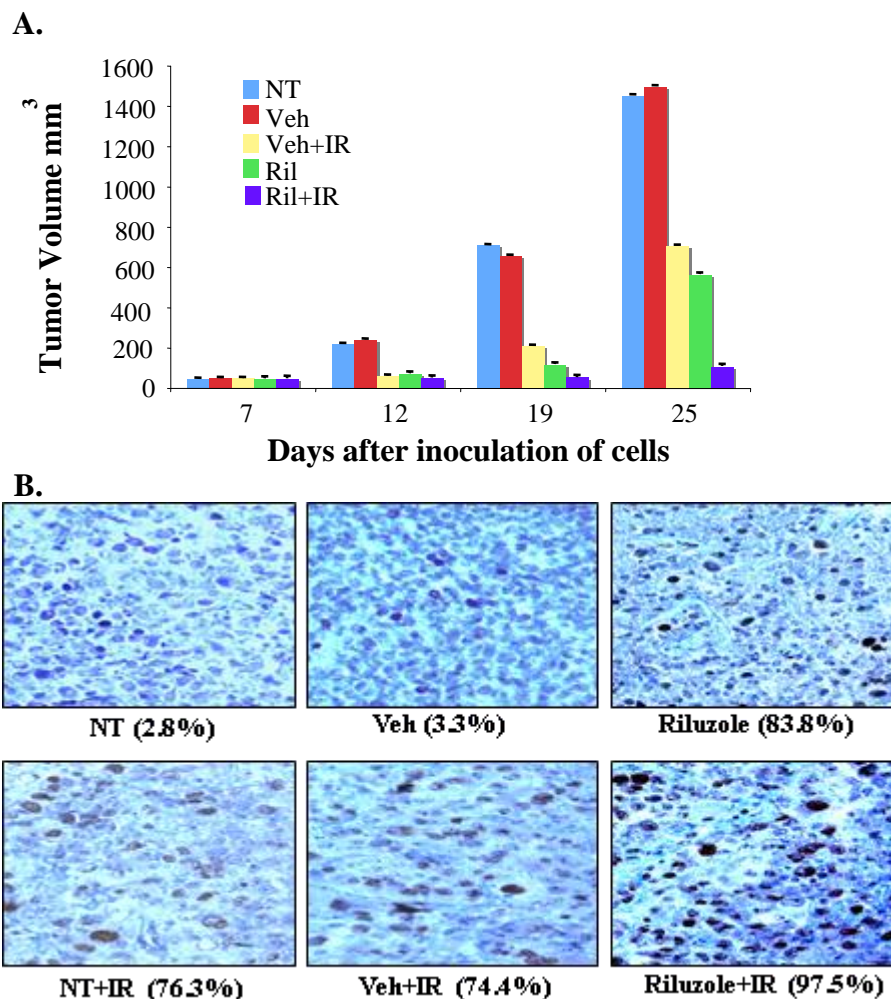 A.
1600
1400
1200
1000
800
600
400
200
0
Tumor Volume mm³
NT
Veh
Veh+IR
Ril
Ril+IR
7 12 19 25
Days after inoculation of cells
B.
NT (2.8%) Veh (3.3%) Riluzole (83.8%)
NT+IR (76.3%) Veh+IR (74.4%) Riluzole+IR (97.5%)